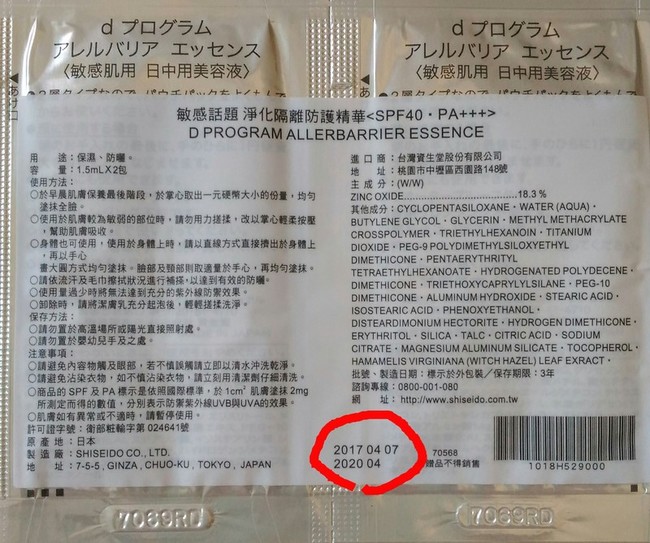 d プログラム
アレルバリア エッセンス
〈敏感肌用 日中用美容液〉
d プログラム
アレルバリア エッセンス
〈敏感肌用 日中用美容液〉
敏感話題 淨化隔離防護精華<SPF40・PA+++>
D PROGRAM ALLERBARRIER ESSENCE
用　途：保濕、防曬。
容　量：1.5mLX2包
使用方法：
○於早晨肌膚保養最後階段，於掌心取出一元硬幣大小的份量，均勻
塗抹全臉。
○使用於肌膚較為敏弱的部位時，請勿用力搓揉，改以掌心輕柔按壓
，幫助肌膚吸收。
○身體也可使用，使用於身體上時，請以直線方式直接擠出於身體上
，再以手心
畫大圓方式均勻塗抹。臉部及頸部則取適量於手心，再均勻塗抹。
○請依流汗及毛巾擦拭狀況進行補擦，以達到有效的防曬。
○使用量過少時將無法達到充分的紫外線防禦效果。
○卸除時，請將潔膚乳充分起泡後，輕輕搓揉洗淨。
保存方法：
○請勿置於高溫場所或陽光直接照射處。
○請勿置於嬰幼兒手及之處。
注意事項：
○請避免內容物觸及眼部，若不慎誤觸請立即以清水沖洗乾淨。
○請避免沾染衣物，如不慎沾染衣物，請立刻用清潔劑仔細清洗。
○商品的 SPF 及 PA 標示是依照國際標準，於 1cm² 肌膚塗抹 2mg
所測定而得的數值，分別表示防禦紫外線UVB與UVA的效果。
○肌膚如有異常或不適時，請暫停使用。
許可證字號：衛部粧輸字第 024641號
原 產 地：日本
製 造 廠：SHISEIDO CO., LTD.
地　　址：7-5-5, GINZA, CHUO-KU, TOKYO, JAPAN
進 口 商：台灣資生堂股份有限公司
地　　址：桃園市中壢區西園路148號
主 成 分：(W/W)
ZINC OXIDE..............................18.3 %
其他成分：CYCLOPENTASILOXANE・WATER (AQUA)・
BUTYLENE GLYCOL・GLYCERIN・METHYL METHACRYLATE
CROSSPOLYMER・TRIETHYLHEXANOIN・TITANIUM
DIOXIDE・PEG-9 POLYDIMETHYLSILOXYETHYL
DIMETHICONE・PENTAERYTHRITYL
TETRAETHYLHEXANOATE・HYDROGENATED POLYDECENE・
DIMETHICONE・TRIETHOXYCAPRYLYLSILANE・PEG-10
DIMETHICONE・ALUMINUM HYDROXIDE・STEARIC ACID・
ISOSTEARIC ACID・PHENOXYETHANOL・
DISTEARDIMONIUM HECTORITE・HYDROGEN DIMETHICONE・
ERYTHRITOL・SILICA・TALC・CITRIC ACID・SODIUM
CITRATE・MAGNESIUM ALUMINUM SILICATE・TOCOPHEROL・
HAMAMELIS VIRGINIANA (WITCH HAZEL) LEAF EXTRACT・
批號、製造日期：標示於外包裝／保存期限：3年
諮詢專線：0800-001-080
網　　址：http://www.shiseido.com.tw
2017 04 07
2020 04
70568
贈品不得銷售
1018H529000
7069RD
7069RD